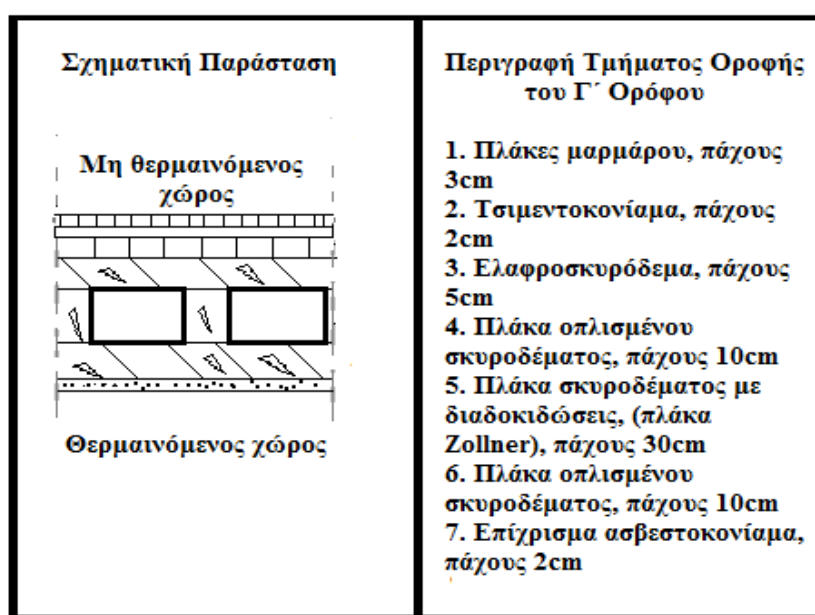 Σχηματική Παράσταση
Μη θερμαινόμενος
χώρος
Θερμαινόμενος χώρος
Περιγραφή Τμήματος Οροφής
του Γ΄ Ορόφου
1. Πλάκες μαρμάρου, πάχους
3cm
2. Τσιμεντοκονίαμα, πάχους
2cm
3. Ελαφροσκυρόδεμα, πάχους
5cm
4. Πλάκα οπλισμένου
σκυροδέματος, πάχους 10cm
5. Πλάκα σκυροδέματος με
διαδοκιδώσεις, (πλάκα
Zollner), πάχους 30cm
6. Πλάκα οπλισμένου
σκυροδέματος, πάχους 10cm
7. Επίχρισμα ασβεστοκονίαμα,
πάχους 2cm